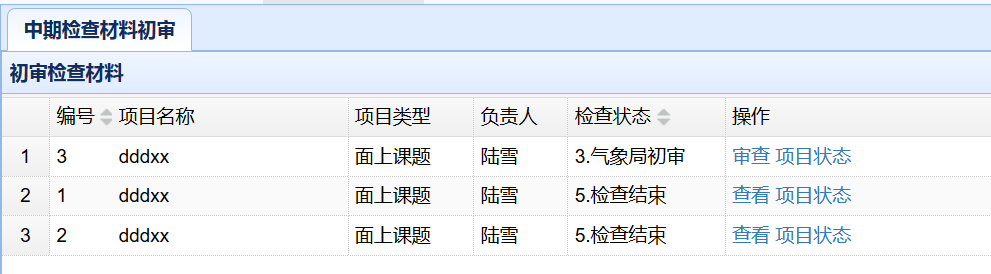 中期检查材料初审
初审检查材料
编号 项目名称 项目类型 负责人 检查状态 操作
1 3 dddxx 面上课题 陆雪 3.气象局初审 审查 项目状态
2 1 dddxx 面上课题 陆雪 5.检查结束 查看 项目状态
3 2 dddxx 面上课题 陆雪 5.检查结束 查看 项目状态